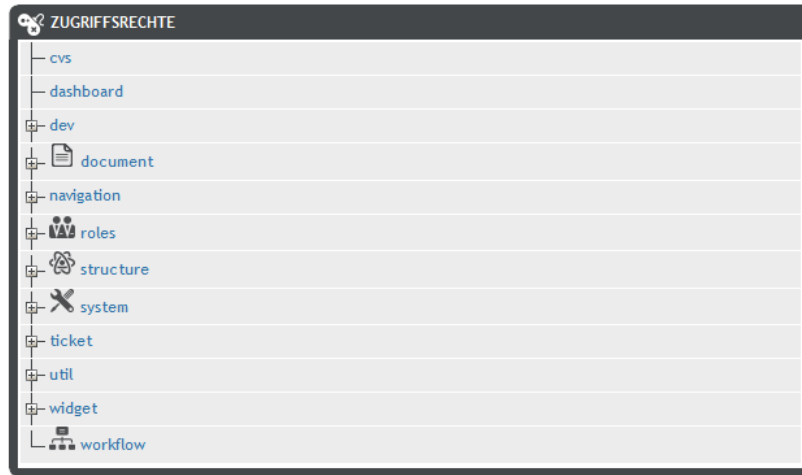 ZUGRIFFSRECHTE
cvs
dashboard
dev
document
navigation
roles
structure
system
ticket
util
widget
workflow